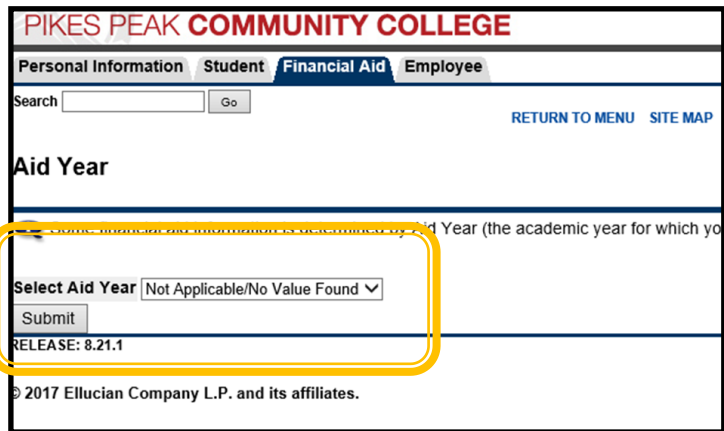 PIKES PEAK COMMUNITY COLLEGE
Personal Information Student Financial Aid Employee
Search Go
RETURN TO MENU SITE MAP
Aid Year
Some financial aid information is determined by Aid Year (the academic year for which yo
Select Aid Year Not Applicable/No Value Found
Submit
RELEASE: 8.21.1
© 2017 Ellucian Company L.P. and its affiliates.